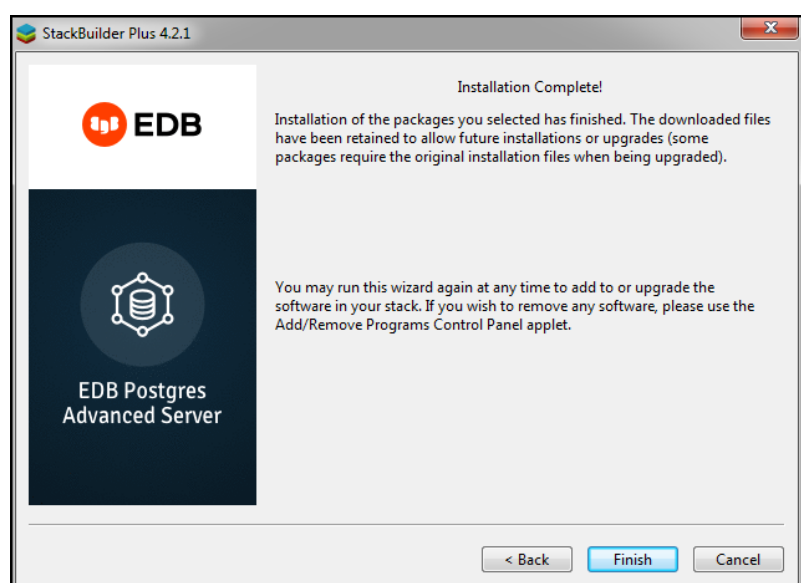 StackBuilder Plus 4.2.1
EDB
EDB Postgres
Advanced Server
Installation Complete!
Installation of the packages you selected has finished. The downloaded files
have been retained to allow future installations or upgrades (some
packages require the original installation files when being upgraded).
You may run this wizard again at any time to add to or upgrade the
software in your stack. If you wish to remove any software, please use the
Add/Remove Programs Control Panel applet.
< Back
Finish
Cancel